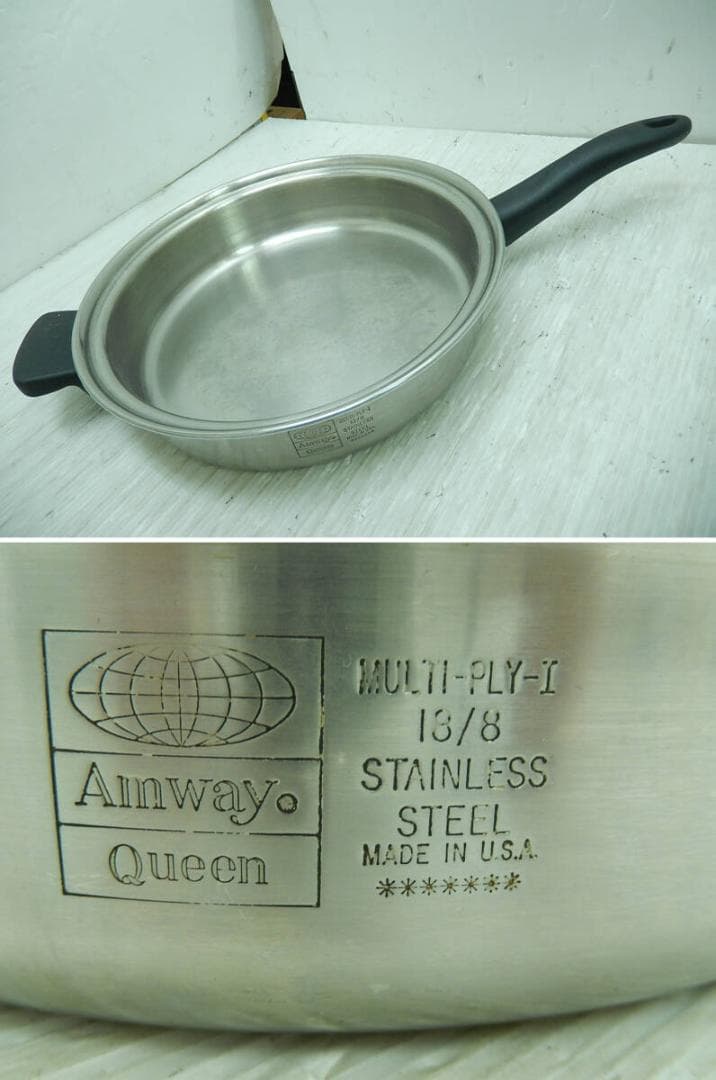 Amway
Queen
MULTI-PLY-I
18/8
STAINLESS
STEEL
MADE IN U.S.A.
*******